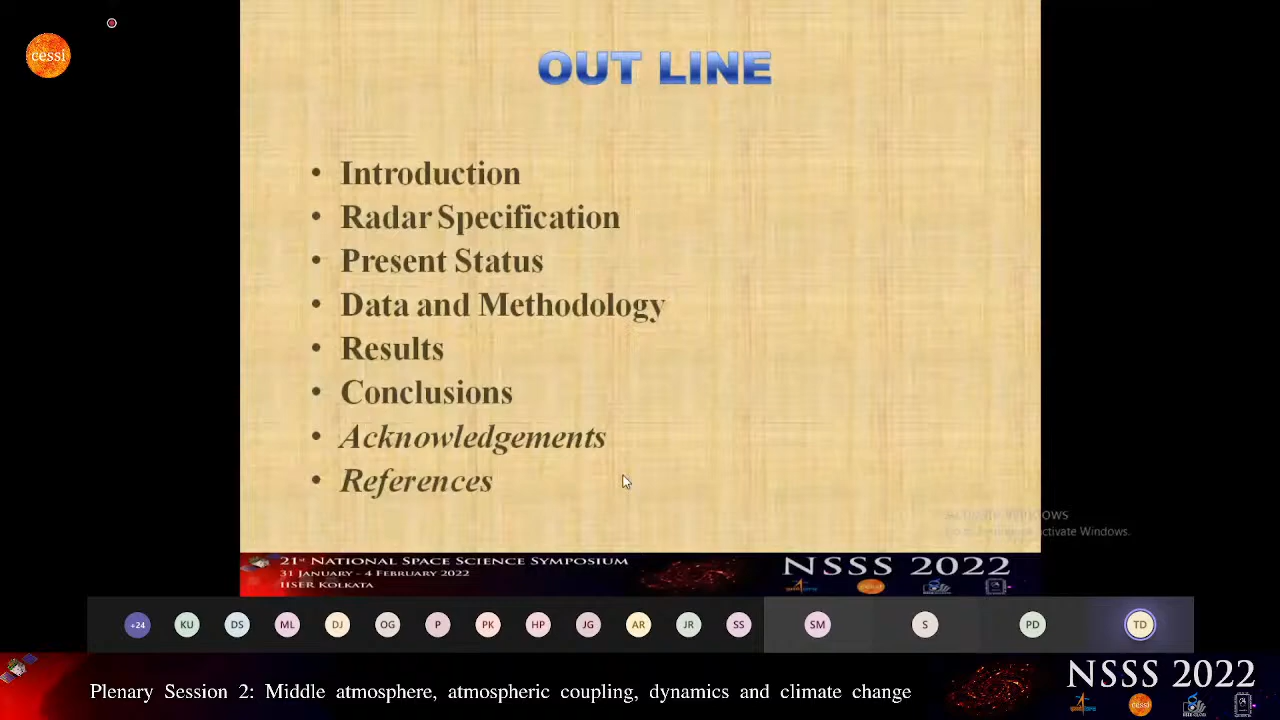 cessi
OUT LINE
• Introduction
• Radar Specification
• Present Status
• Data and Methodology
• Results
• Conclusions
• Acknowledgements
• References
Activate Windows.
21st NATIONAL SPACE SCIENCE SYMPOSIUM
31 JANUARY - 4 FEBRUARY 2022
IISER KOLKATA
NSSS 2022
+24 KU DS ML DJ OG P PK HP JG AR JR SS SM S PD TD
Plenary Session 2: Middle atmosphere, atmospheric coupling, dynamics and climate change
NSSS 2022
cessi